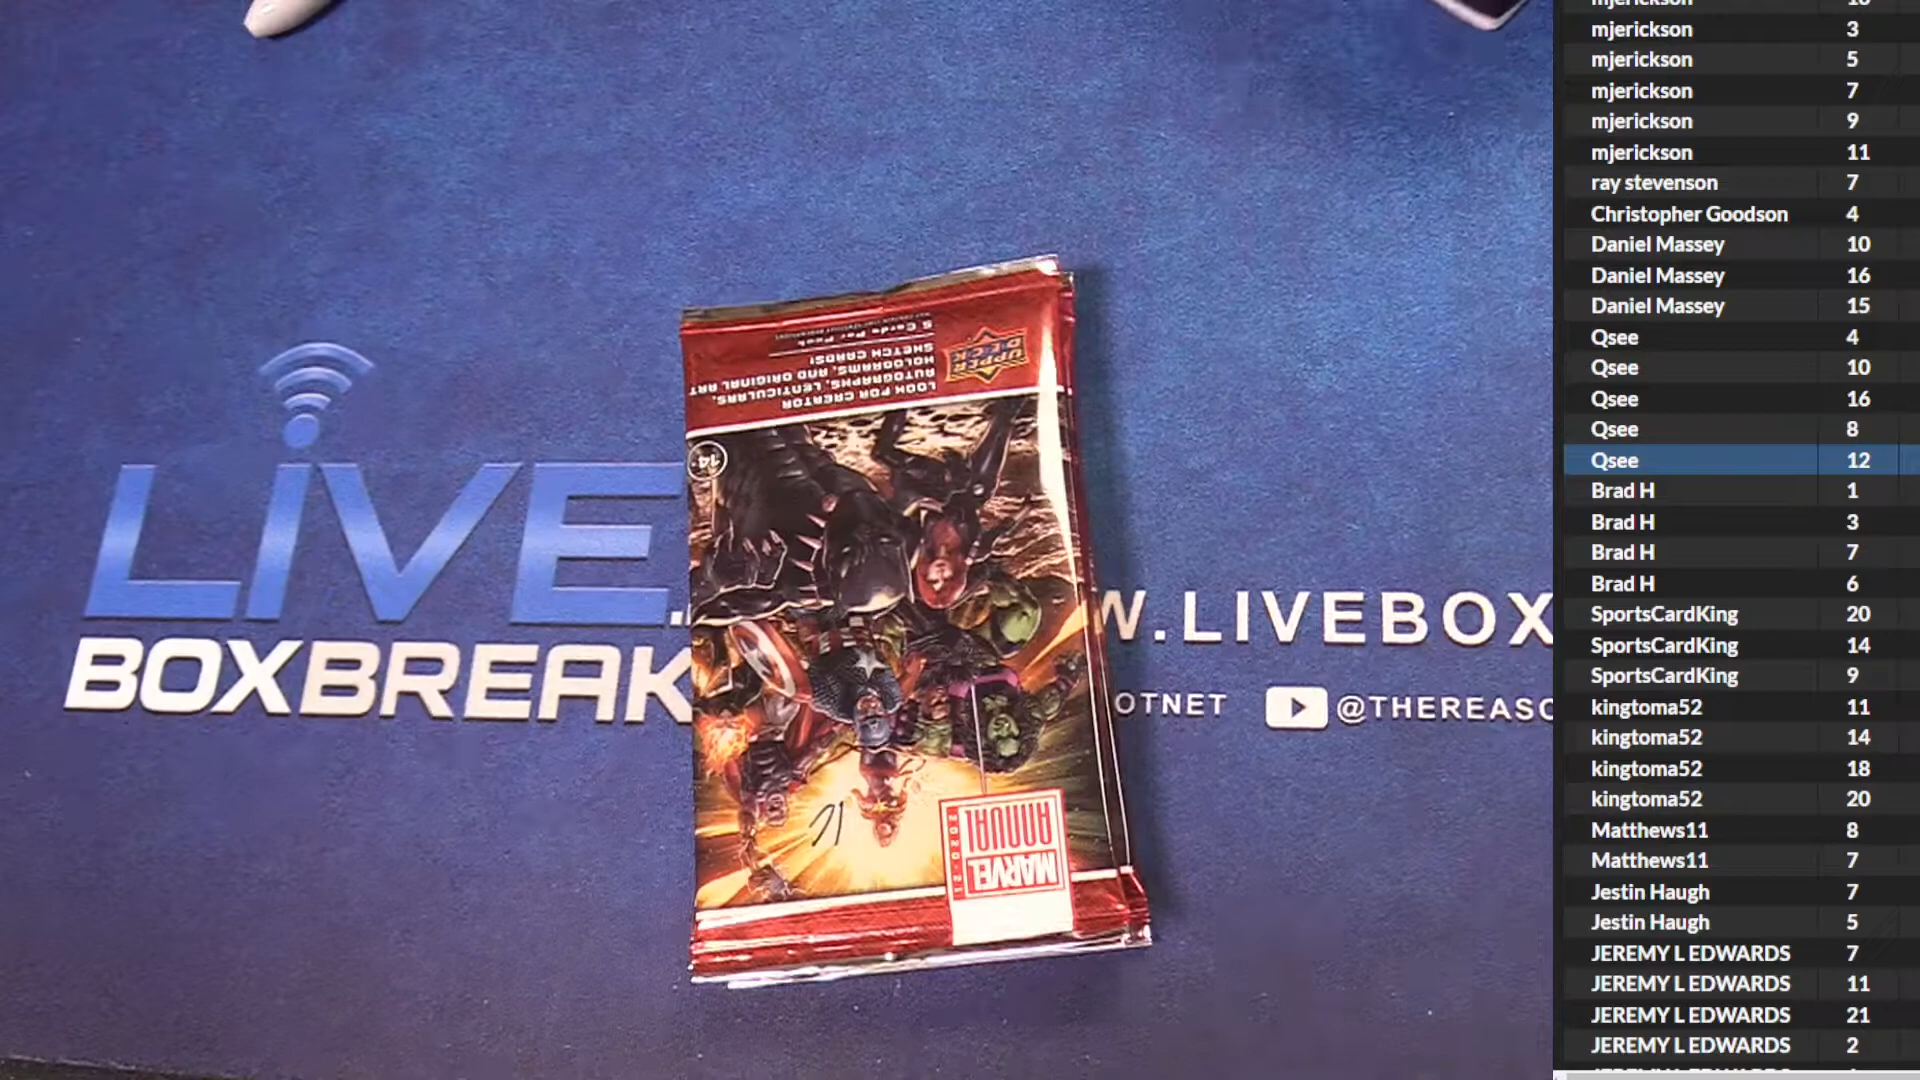 mjerickson 3
mjerickson 5
mjerickson 7
mjerickson 9
mjerickson 11
ray stevenson 7
Christopher Goodson 4
Daniel Massey 10
Daniel Massey 16
Daniel Massey 15
Qsee 4
Qsee 10
Qsee 16
Qsee 8
Qsee 12
Brad H 1
Brad H 3
Brad H 7
Brad H 6
SportsCardKing 20
SportsCardKing 14
SportsCardKing 9
kingtoma52 11
kingtoma52 14
kingtoma52 18
kingtoma52 20
Matthews11 8
Matthews11 7
Jestin Haugh 7
Jestin Haugh 5
JEREMY L EDWARDS 7
JEREMY L EDWARDS 11
JEREMY L EDWARDS 21
JEREMY L EDWARDS 2
LIVE.
BOXBREAK
W.LIVEBOX
OTNET @THEREASO
MARVEL
ANNUAL
2020-21
14+
LOOK FOR CREATOR
AUTOGRAPHS, LENTICULARS,
HOLOGRAMS, AND ORIGINAL ART
SKETCH CARDS!
5 Cards Per Pack
UPPER
DECK